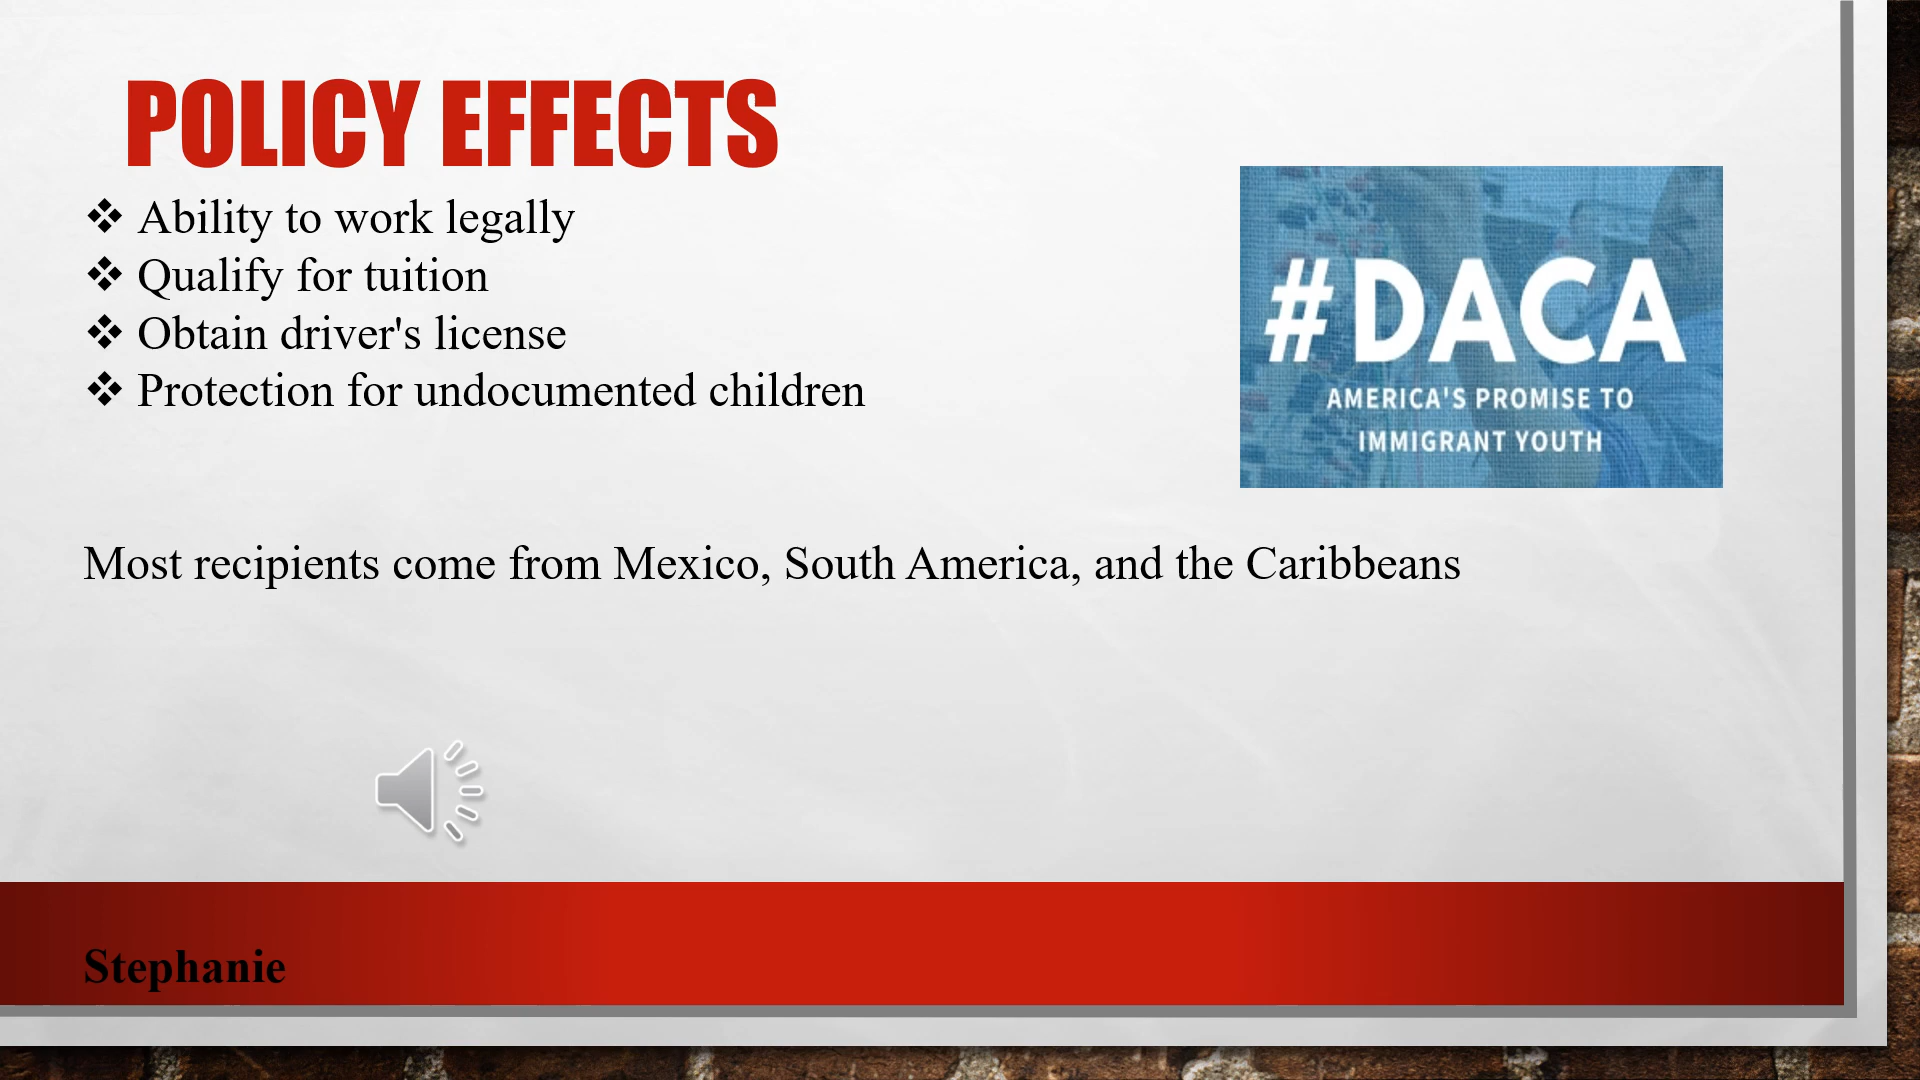 POLICY EFFECTS
❖ Ability to work legally
❖ Qualify for tuition
❖ Obtain driver's license
❖ Protection for undocumented children
#DACA
AMERICA'S PROMISE TO
IMMIGRANT YOUTH
Most recipients come from Mexico, South America, and the Caribbeans
Stephanie